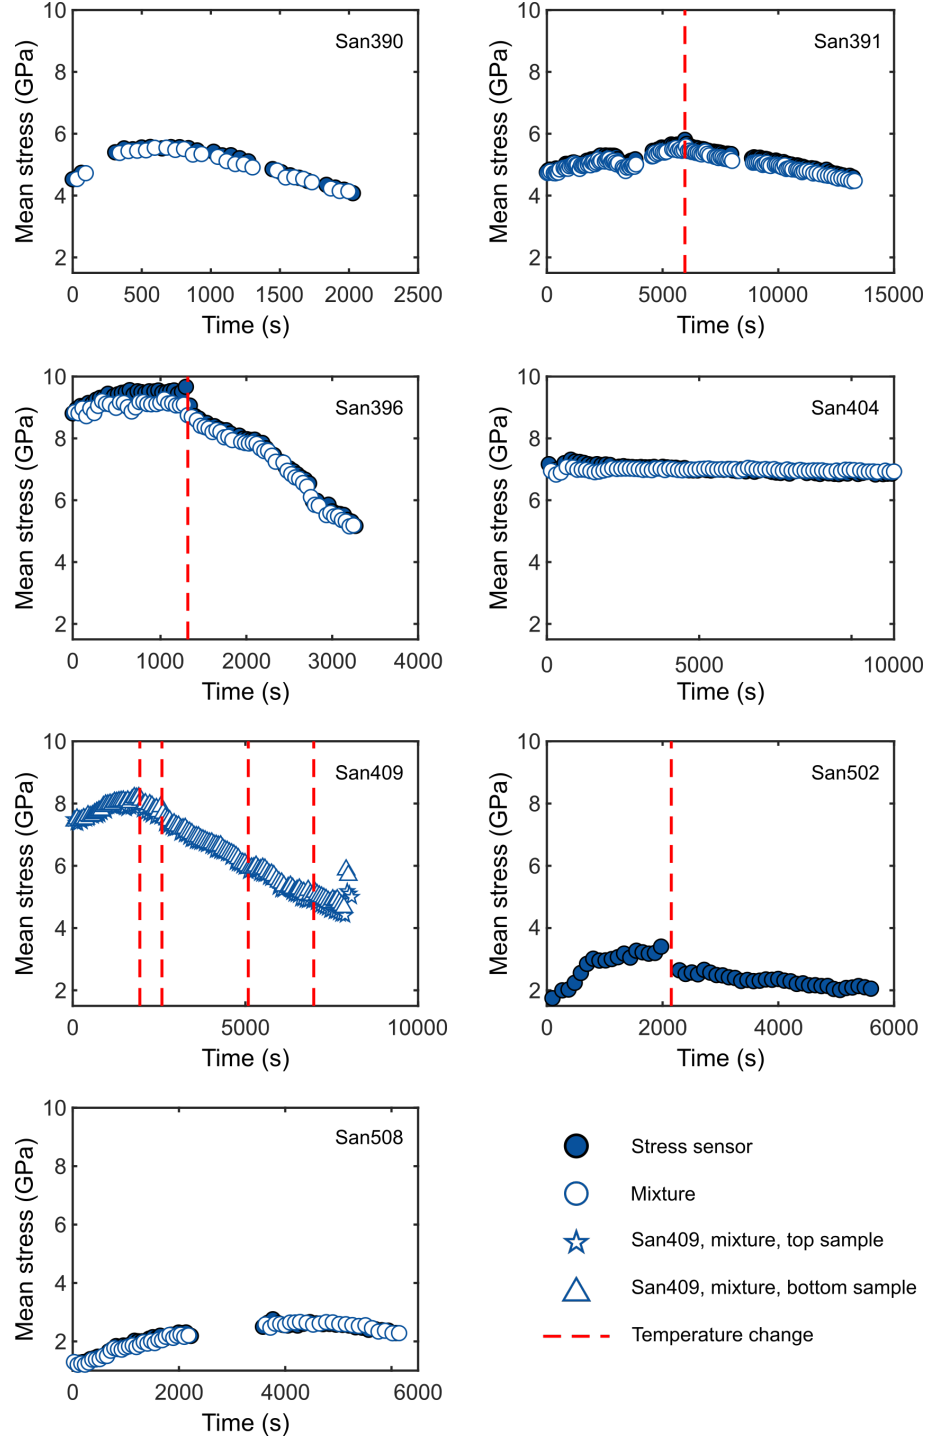 San390
Mean stress (GPa)
10
8
6
4
2
0 500 1000 1500 2000 2500
Time (s)
San391
Mean stress (GPa)
10
8
6
4
2
0 5000 10000 15000
Time (s)
San396
Mean stress (GPa)
10
8
6
4
2
0 1000 2000 3000 4000
Time (s)
San404
Mean stress (GPa)
10
8
6
4
2
0 5000 10000
Time (s)
San409
Mean stress (GPa)
10
8
6
4
2
0 5000 10000
Time (s)
San502
Mean stress (GPa)
10
8
6
4
2
0 2000 4000 6000
Time (s)
San508
Mean stress (GPa)
10
8
6
4
2
0 2000 4000 6000
Time (s)
Stress sensor
Mixture
San409, mixture, top sample
San409, mixture, bottom sample
Temperature change